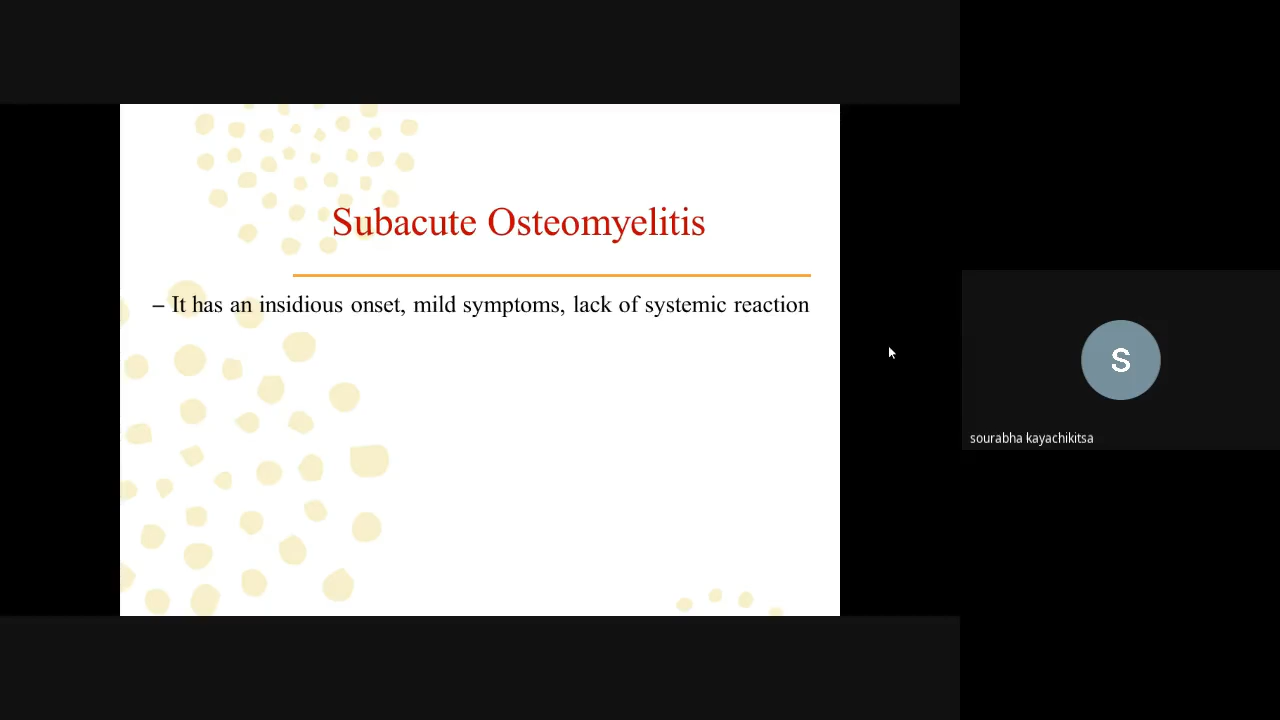 Subacute Osteomyelitis
– It has an insidious onset, mild symptoms, lack of systemic reaction
S
sourabha kayachikitsa